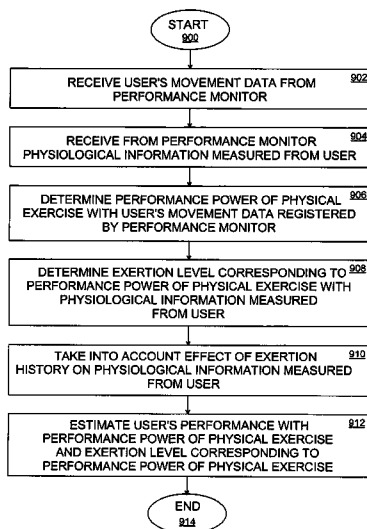 START
900
902
RECEIVE USER'S MOVEMENT DATA FROM
PERFORMANCE MONITOR
904
RECEIVE FROM PERFORMANCE MONITOR
PHYSIOLOGICAL INFORMATION MEASURED FROM USER
906
DETERMINE PERFORMANCE POWER OF PHYSICAL
EXERCISE WITH USER'S MOVEMENT DATA REGISTERED
BY PERFORMANCE MONITOR
908
DETERMINE EXERTION LEVEL CORRESPONDING TO
PERFORMANCE POWER OF PHYSICAL EXERCISE WITH
PHYSIOLOGICAL INFORMATION MEASURED
FROM USER
910
TAKE INTO ACCOUNT EFFECT OF EXERTION
HISTORY ON PHYSIOLOGICAL INFORMATION MEASURED
FROM USER
912
ESTIMATE USER'S PERFORMANCE WITH
PERFORMANCE POWER OF PHYSICAL EXERCISE
AND EXERTION LEVEL CORRESPONDING TO
PERFORMANCE POWER OF PHYSICAL EXERCISE.
END
914